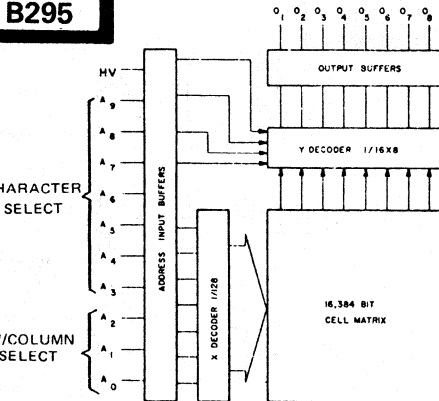 B295
O1 O2 O3 O4 O5 O6 O7 O8
OUTPUT BUFFERS
HV
A9
A8
Y DECODER 1/16X8
A7
HARACTER
SELECT
A6
A5
A4
A3
ADDRESS INPUT BUFFERS
X DECODER 1/128
16,384 BIT
CELL MATRIX
A2
/COLUMN
SELECT
A1
A0